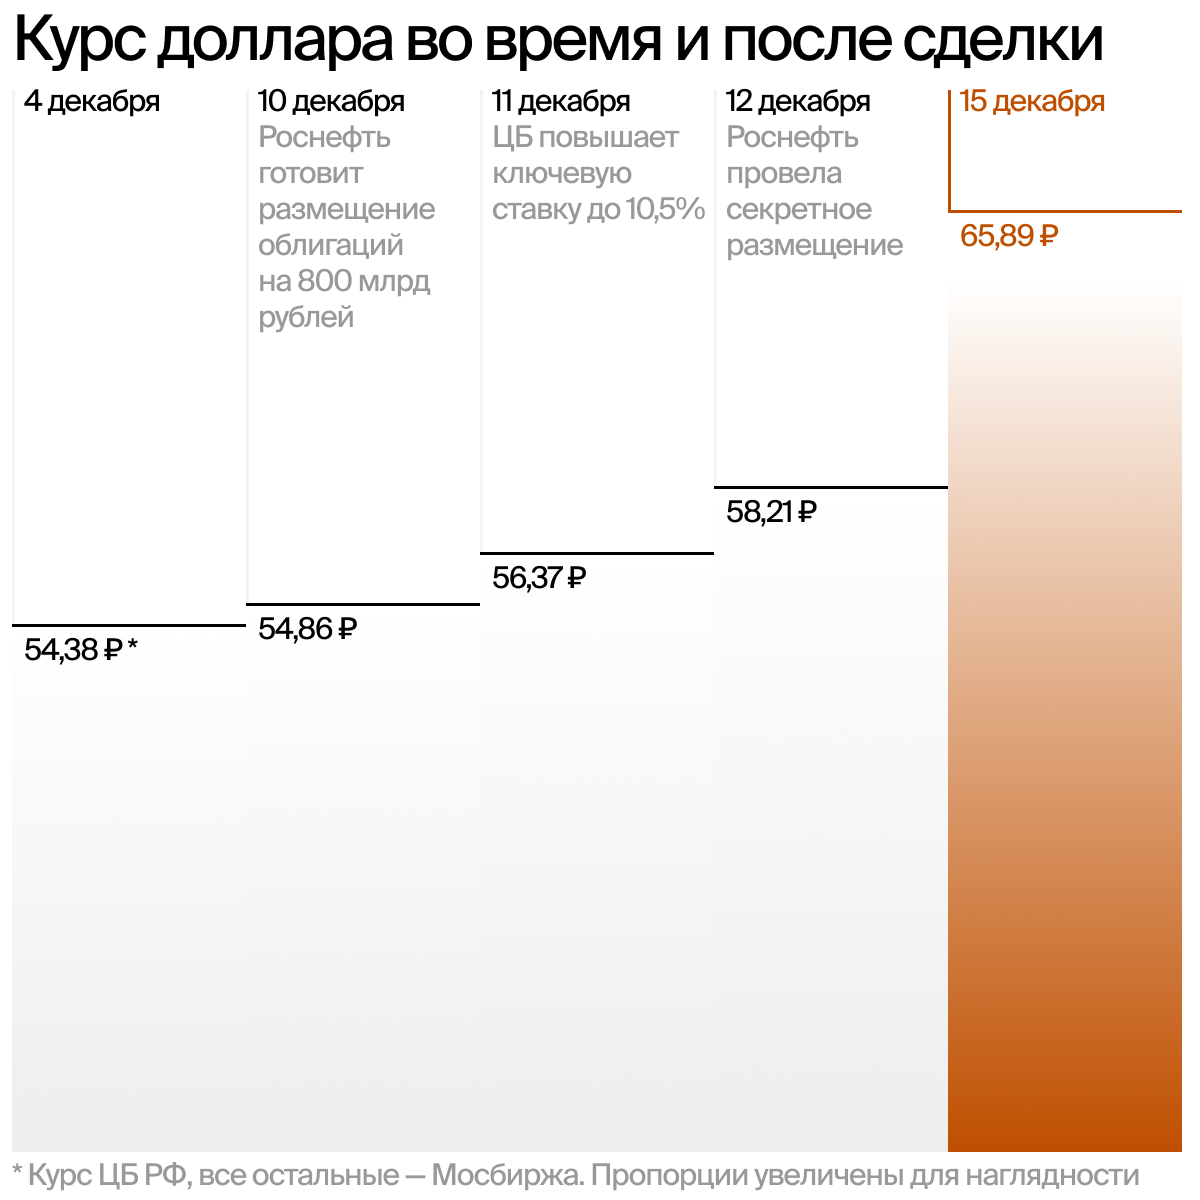 Курс доллара во время и после сделки
4 декабря
54,38 ₽ *
10 декабря
Роснефть
готовит
размещение
облигаций
на 800 млрд
рублей
54,86 ₽
11 декабря
ЦБ повышает
ключевую
ставку до 10,5%
56,37 ₽
12 декабря
Роснефть
провела
секретное
размещение
58,21 ₽
15 декабря
65,89 ₽
* Курс ЦБ РФ, все остальные — Мосбиржа. Пропорции увеличены для наглядности